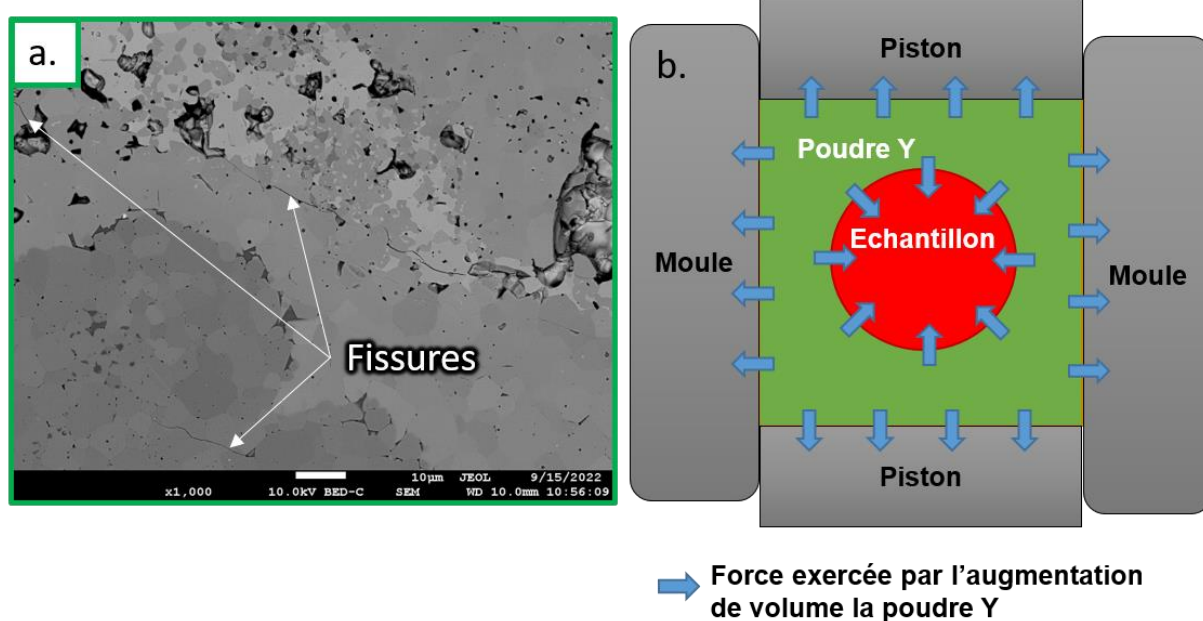 a.
Fissures
10µm JEOL 9/15/2022
x1,000 10.0kV BED-C SEM WD 10.0mm 10:56:09
b.
Piston
Poudre Y
Echantillon
Moule
Moule
Piston
Force exercée par l’augmentation
de volume la poudre Y